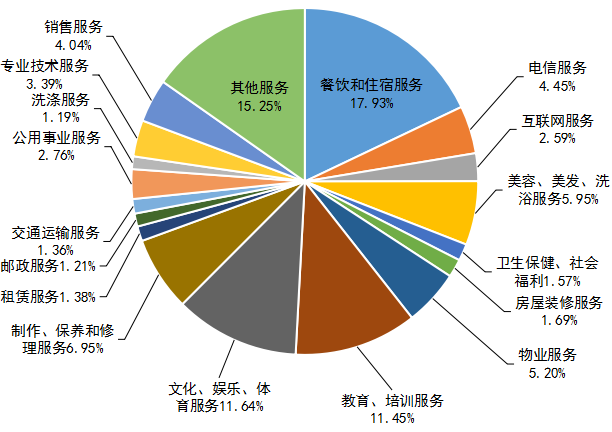 餐饮和住宿服务
17.93%
电信服务
4.45%
互联网服务
2.59%
美容、美发、洗
浴服务5.95%
卫生保健、社会
福利1.57%
房屋装修服务
1.69%
物业服务
5.20%
教育、培训服务
11.45%
文化、娱乐、体
育服务11.64%
制作、保养和修
理服务6.95%
租赁服务1.38%
邮政服务1.21%
交通运输服务
1.36%
公用事业服务
2.76%
洗涤服务
1.19%
专业技术服务
3.39%
销售服务
4.04%
其他服务
15.25%